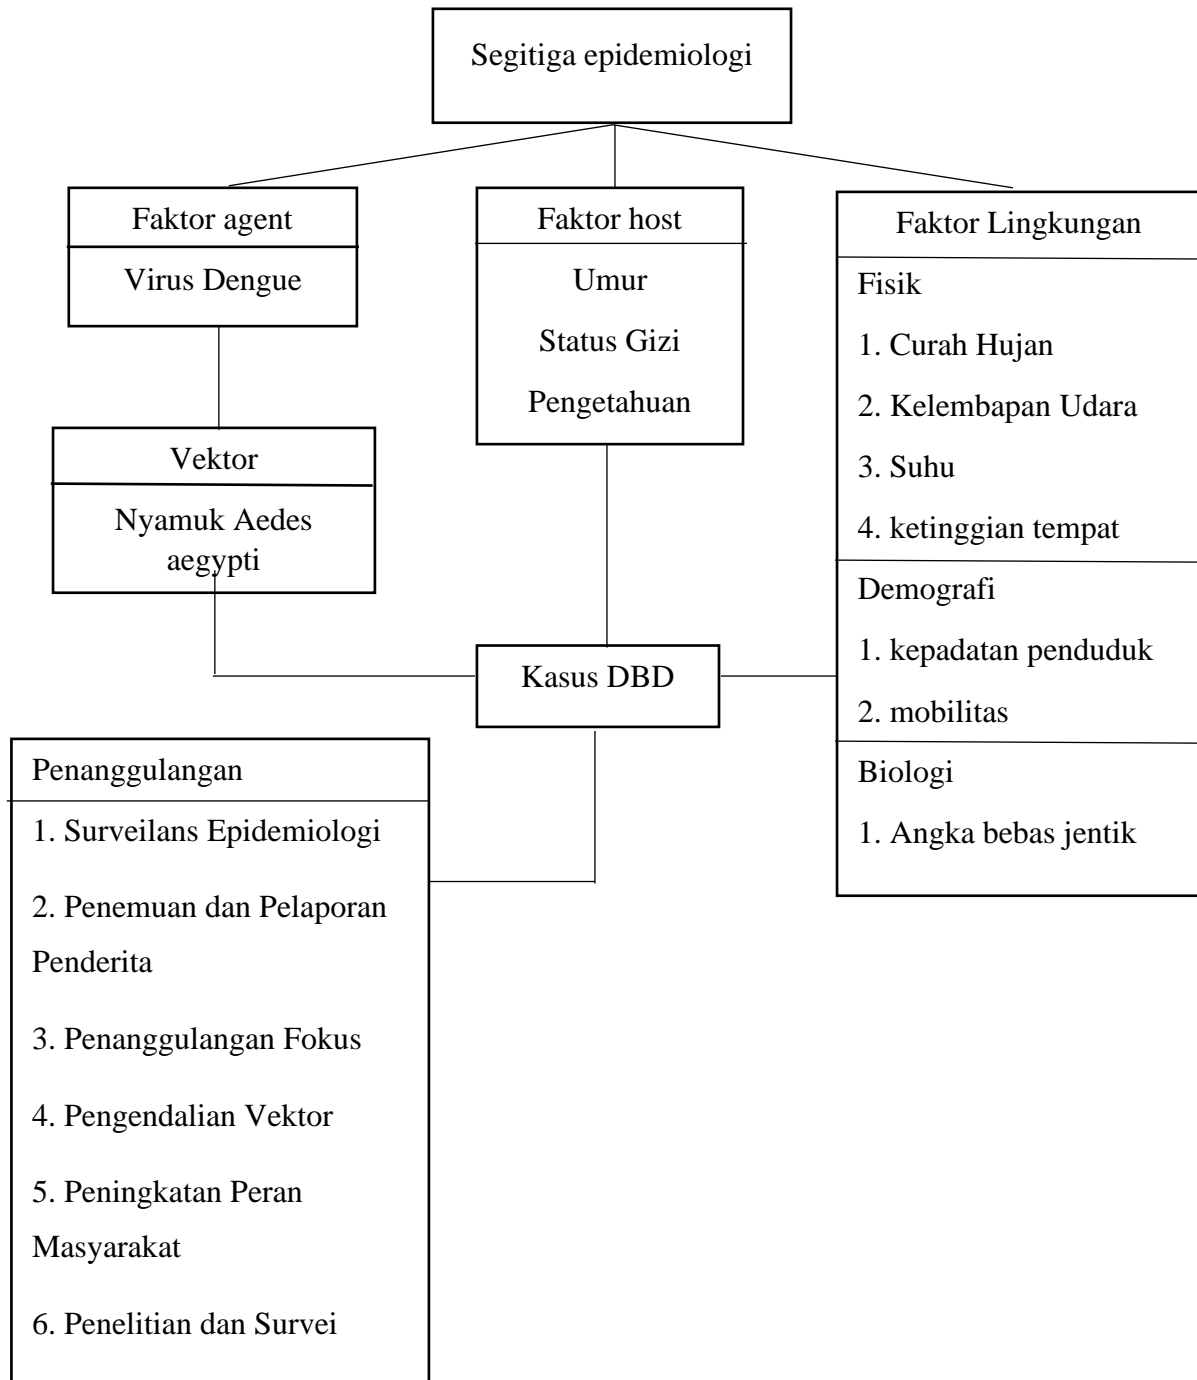 Segitiga epidemiologi
Faktor agent
Virus Dengue
Faktor host
Umur
Status Gizi
Pengetahuan
Faktor Lingkungan
Fisik
1. Curah Hujan
2. Kelembapan Udara
3. Suhu
4. ketinggian tempat
Demografi
1. kepadatan penduduk
2. mobilitas
Biologi
1. Angka bebas jentik
Vektor
Nyamuk Aedes
aegypti
Kasus DBD
Penanggulangan
1. Surveilans Epidemiologi
2. Penemuan dan Pelaporan
Penderita
3. Penanggulangan Fokus
4. Pengendalian Vektor
5. Peningkatan Peran
Masyarakat
6. Penelitian dan Survei